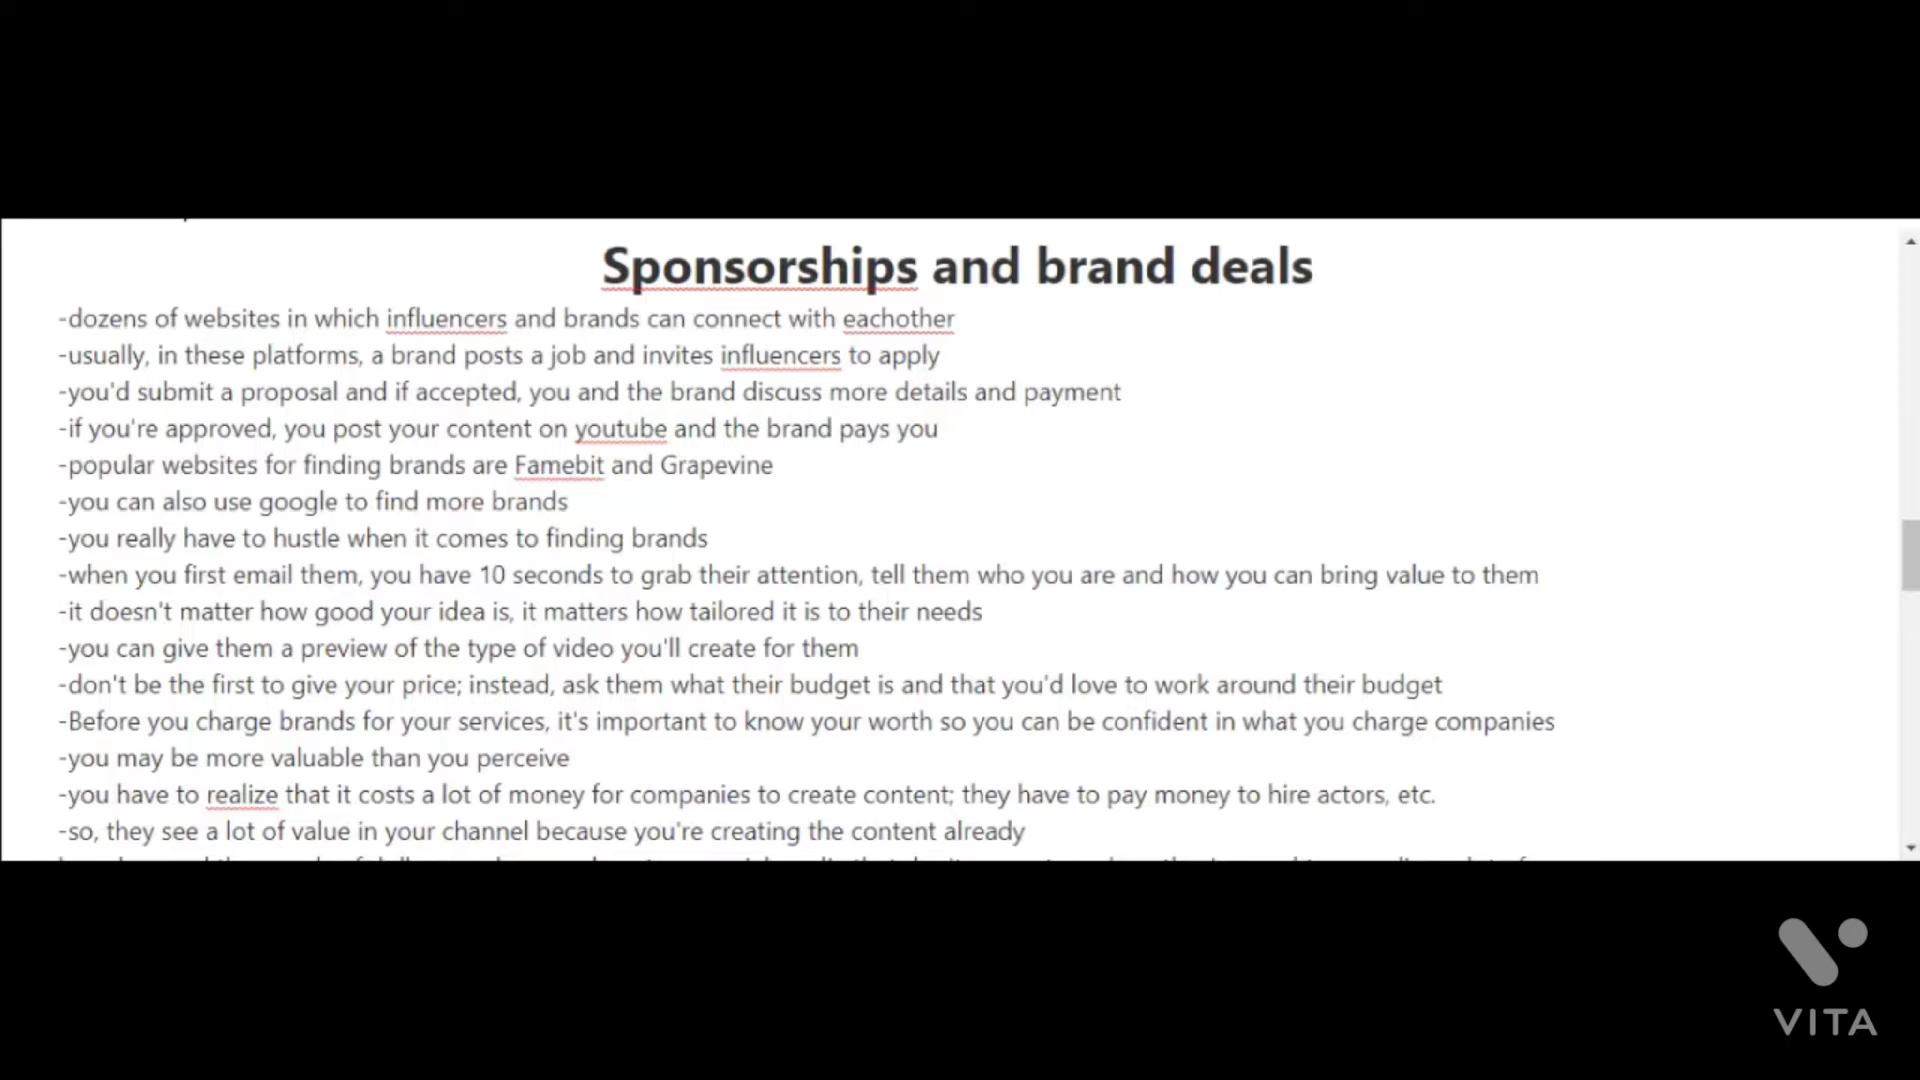 Sponsorships and brand deals
-dozens of websites in which influencers and brands can connect with eachother
-usually, in these platforms, a brand posts a job and invites influencers to apply
-you'd submit a proposal and if accepted, you and the brand discuss more details and payment
-if you're approved, you post your content on youtube and the brand pays you
-popular websites for finding brands are Famebit and Grapevine
-you can also use google to find more brands
-you really have to hustle when it comes to finding brands
-when you first email them, you have 10 seconds to grab their attention, tell them who you are and how you can bring value to them
-it doesn't matter how good your idea is, it matters how tailored it is to their needs
-you can give them a preview of the type of video you'll create for them
-don't be the first to give your price; instead, ask them what their budget is and that you'd love to work around their budget
-Before you charge brands for your services, it's important to know your worth so you can be confident in what you charge companies
-you may be more valuable than you perceive
-you have to realize that it costs a lot of money for companies to create content; they have to pay money to hire actors, etc.
-so, they see a lot of value in your channel because you're creating the content already
VITA